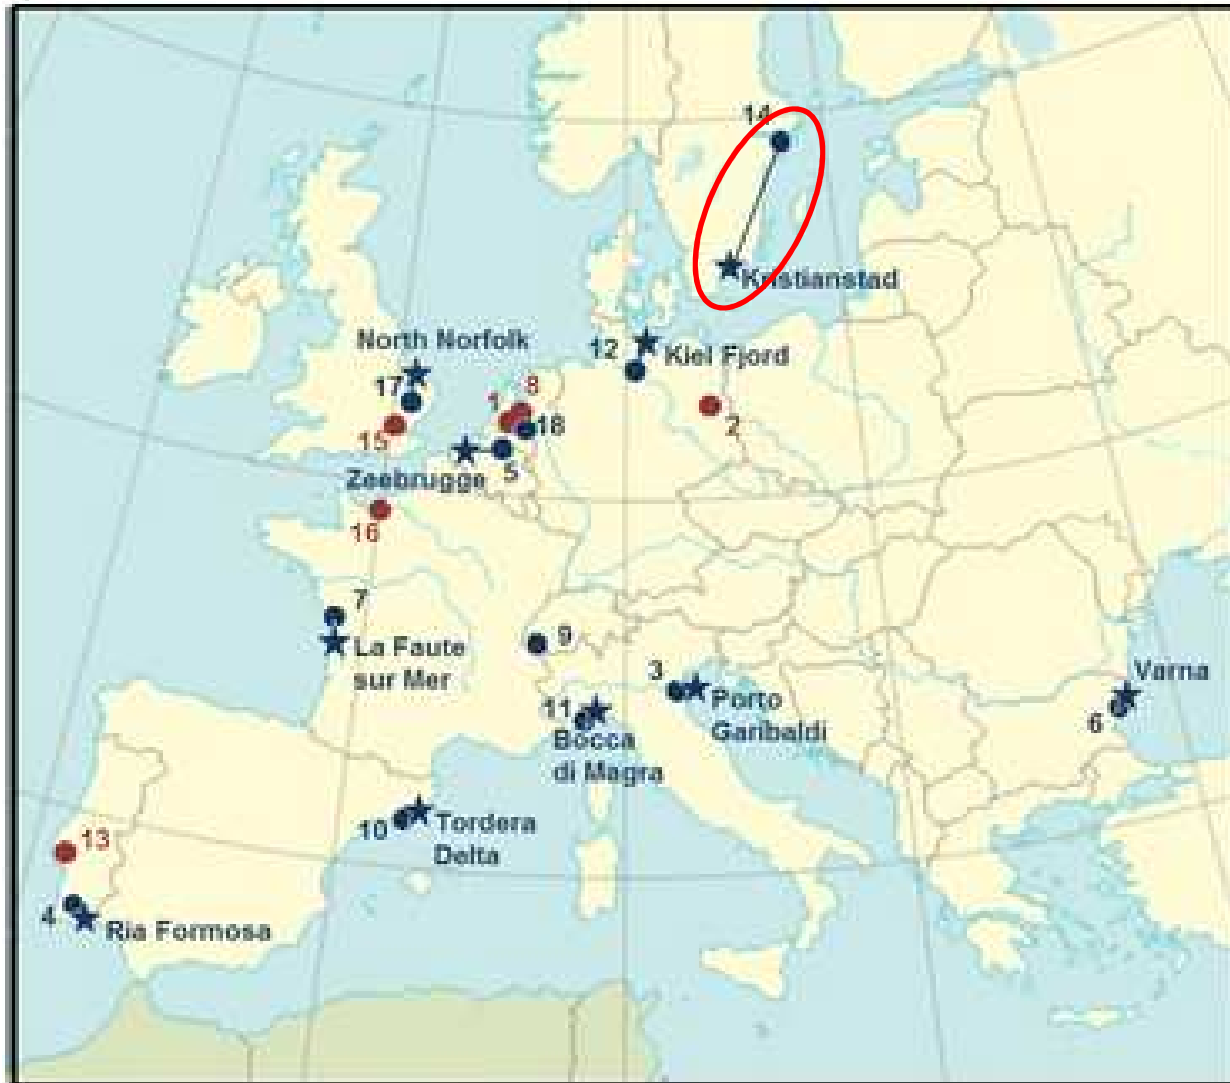 14
Kristianstad
North Norfolk
12
Kiel Fjord
17
8
1
2
15
18
Zeebrugge
5
16
7
9
La Faute
sur Mer
3
Varna
Porto
Garibaldi
11
6
Bocca
di Magra
10
Tordera
Delta
13
4
Ria Formosa